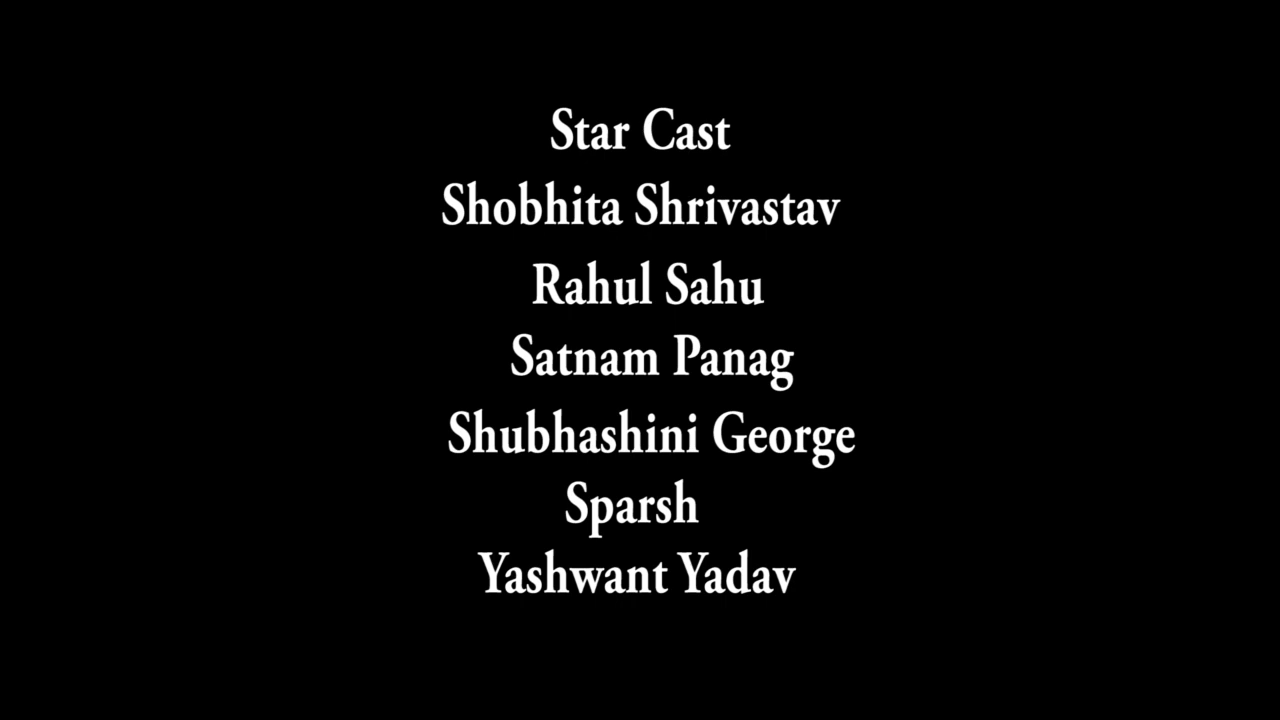 Star Cast
Shobhita Shrivastav
Rahul Sahu
Satnam Panag
Shubhashini George
Sparsh
Yashwant Yadav